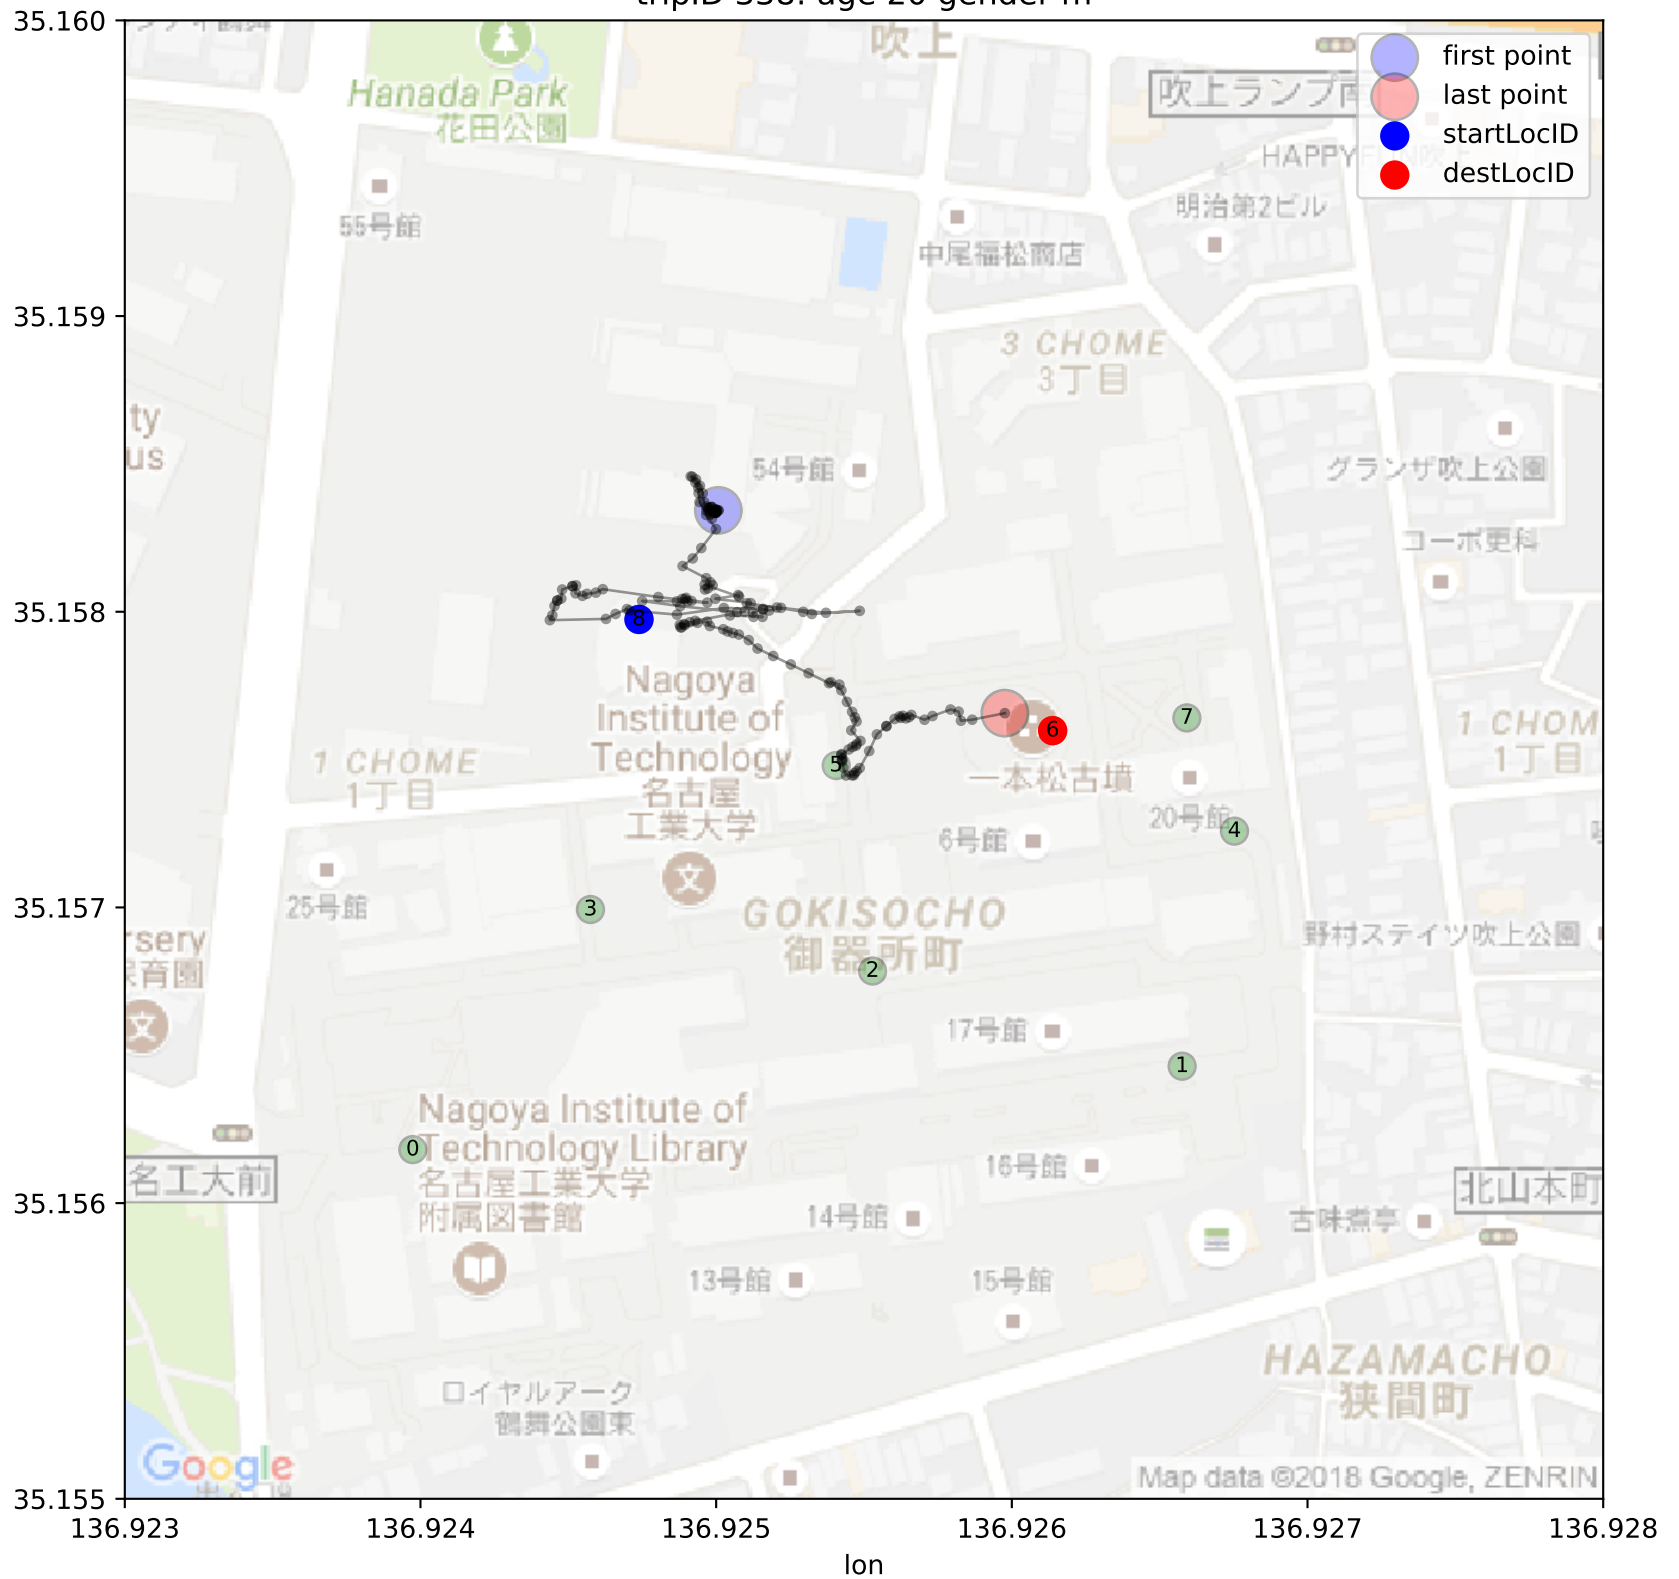 35.160
吹上
first point
Hanada Park
花田公園
吹上ランプ南
last point
startLocID
HAPPY
destLocID
55号館
明治第2ビル
中尾福松商店
35.159
3 CHOME
3丁目
ty
us
54号館
グランザ吹上公園
コーポ更科
35.158
8
Nagoya
Institute of
Technology
名古屋
工業大学
7
6
1 CHOM
1丁目
1 CHOME
1丁目
5
一本松古墳
20号館
4
6号館
25号館
3
35.157
GOKISOCHO
御器所町
2
野村ステイツ吹上公園
rsery
保育園
17号館
1
Nagoya Institute of
Technology Library
名古屋工業大学
附属図書館
0
名工大前
16号館
北山本町
35.156
14号館
古味煮亭
13号館
15号館
HAZAMACHO
狭間町
ロイヤルアーク
鶴舞公園東
Google
Map data ©2018 Google, ZENRIN
35.155
136.923
136.924
136.925
136.926
136.927
136.928
lon